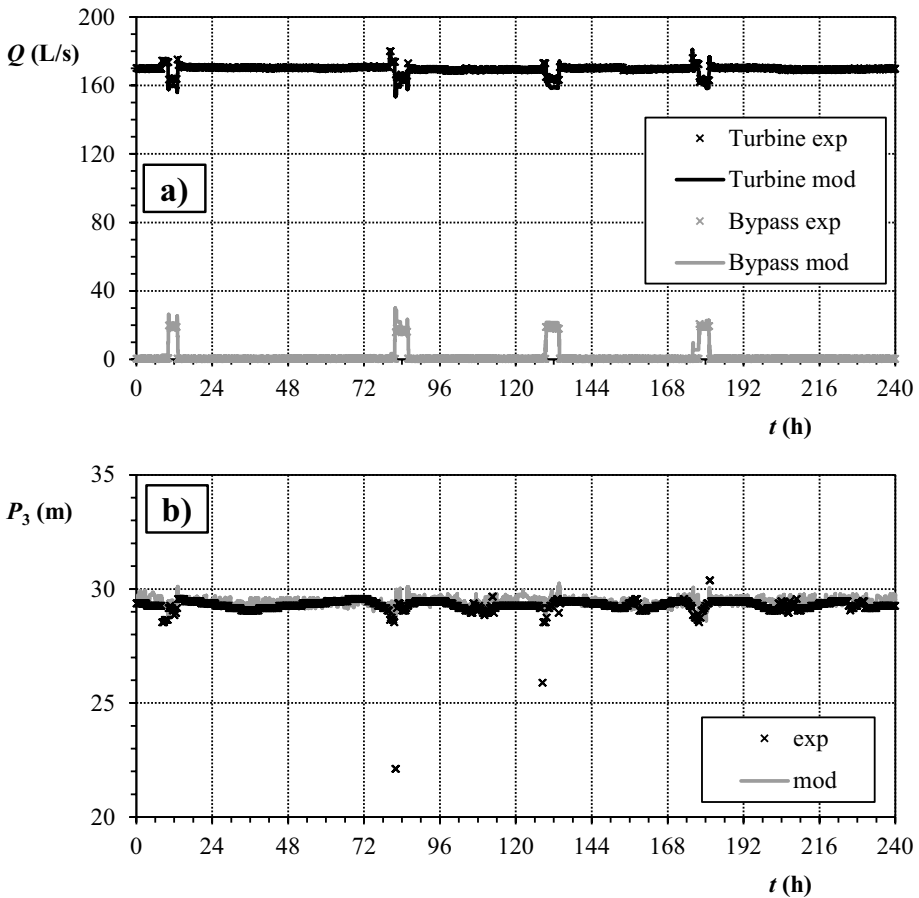 Q (L/s)
200
160
120
80
40
0
a)
Turbine exp
Turbine mod
Bypass exp
Bypass mod
0 24 48 72 96 120 144 168 192 216 240
t (h)
P3 (m)
35
30
25
20
b)
exp
mod
0 24 48 72 96 120 144 168 192 216 240
t (h)